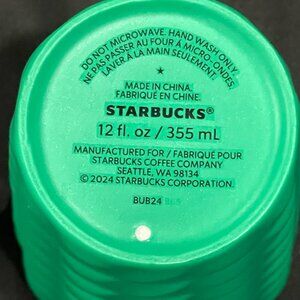 DO NOT MICROWAVE. HAND WASH ONLY.
NE PAS PASSER AU FOUR À MICRO-ONDES.
LAVER À LA MAIN SEULEMENT.
MADE IN CHINA.
FABRIQUÉ EN CHINE.
STARBUCKS®
12 fl. oz / 355 mL
MANUFACTURED FOR / FABRIQUÉ POUR
STARBUCKS COFFEE COMPANY
SEATTLE, WA 98134
© 2024 STARBUCKS CORPORATION.
BUB24